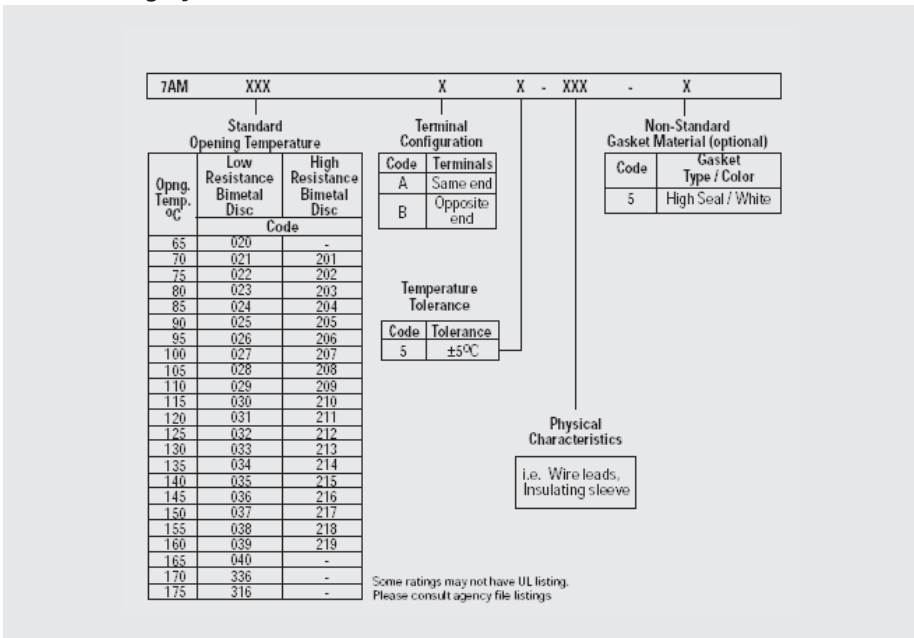 7AM XXX X X - XXX - X
Standard
Opening Temperature
Opng.
Temp.
ºC
Low
Resistance
Bimetal
Disc
High
Resistance
Bimetal
Disc
Code
65 020 -
70 021 201
75 022 202
80 023 203
85 024 204
90 025 205
95 026 206
100 027 207
105 028 208
110 029 209
115 030 210
120 031 211
125 032 212
130 033 213
135 034 214
140 035 215
145 036 216
150 037 217
155 038 218
160 039 219
165 040 -
170 336 -
175 316 -
Terminal
Configuration
Code Terminals
A Same end
B Opposite
end
Temperature
Tolerance
Code Tolerance
5 ±5ºC
Physical
Characteristics
i.e. Wire leads,
Insulating sleeve
Non-Standard
Gasket Material (optional)
Code Gasket
Type / Color
5 High Seal / White
Some ratings may not have UL listing.
Please consult agency file listings